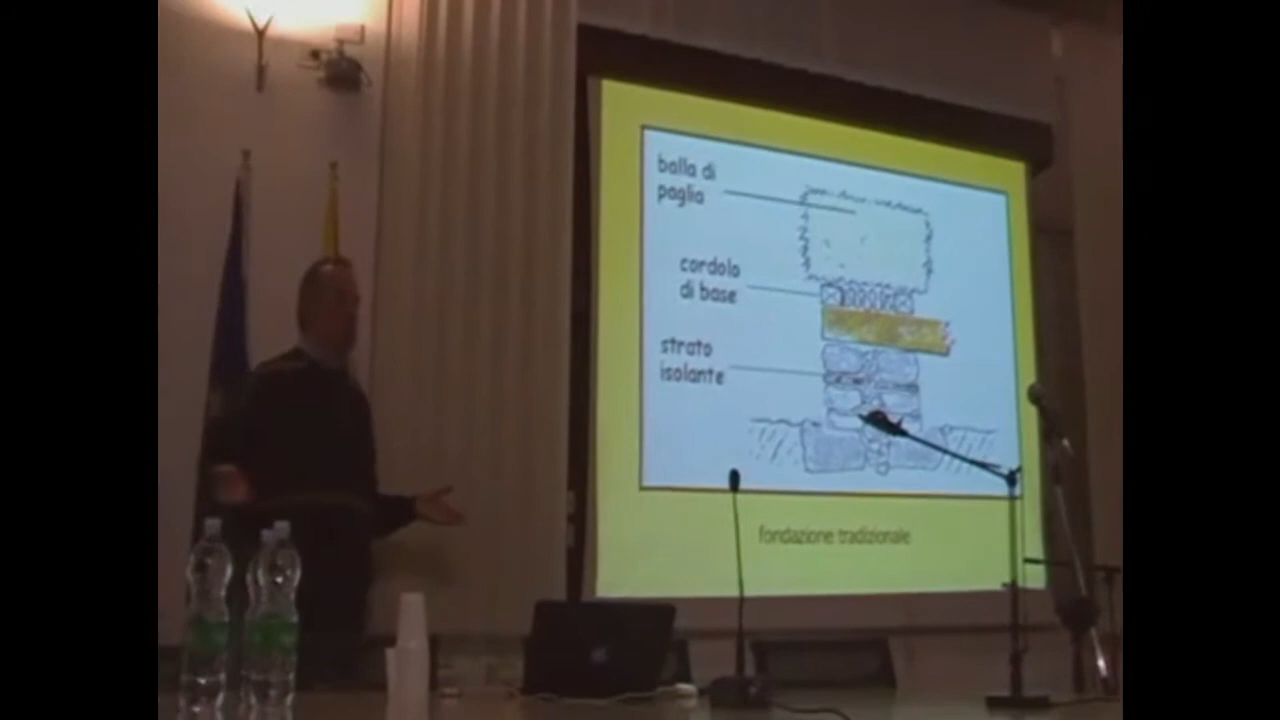 balla di
paglia
cordolo
di base
strato
isolante
fondazione tradizionale